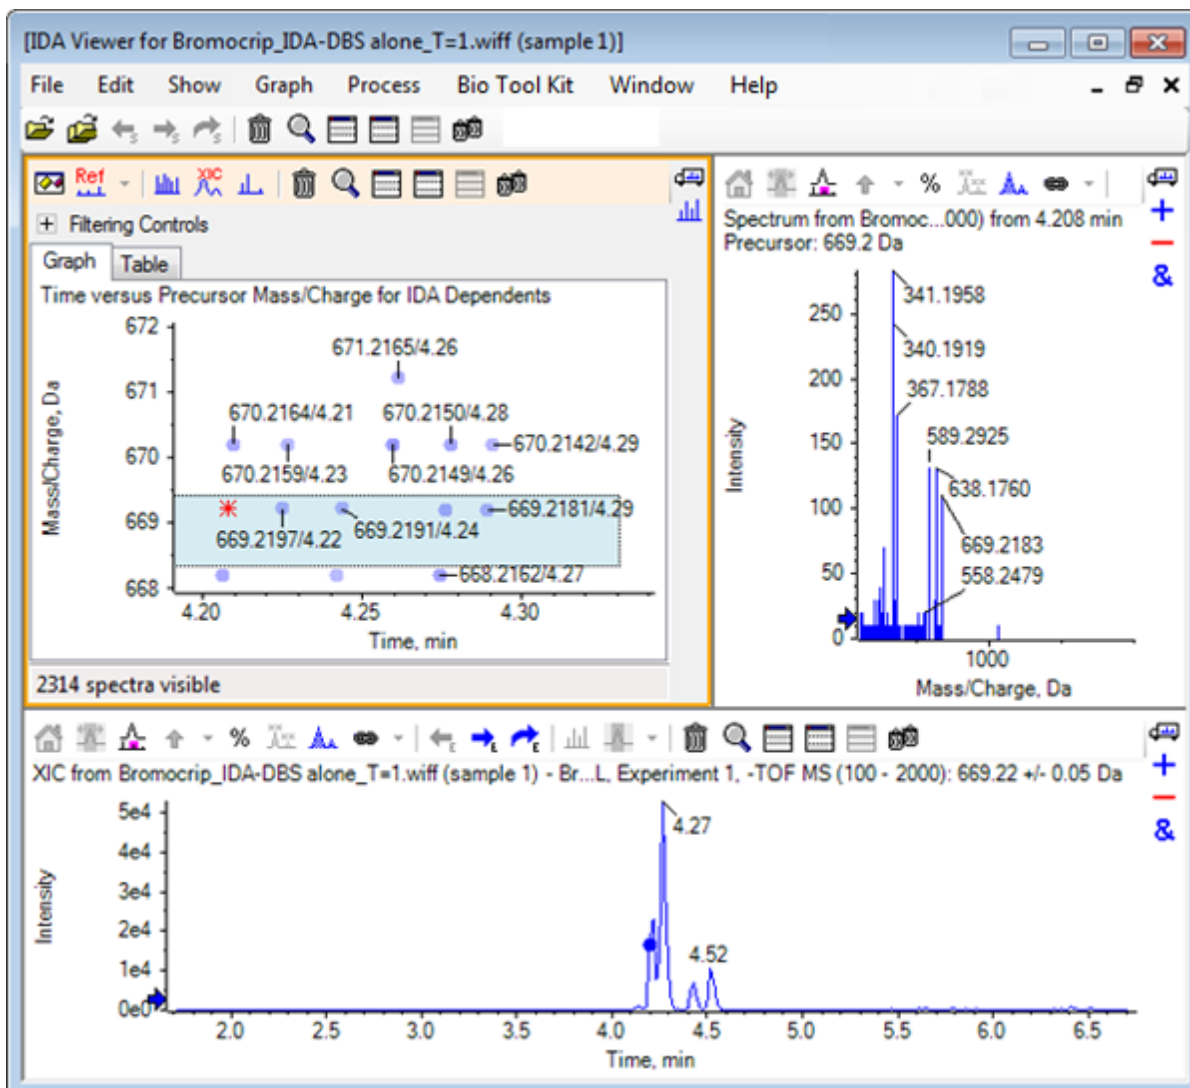 [IDA Viewer for Bromocrip_IDA-DBS alone_T=1.wiff (sample 1)]
File Edit Show Graph Process Bio Tool Kit Window Help
Ref
XIC
Filtering Controls
Graph Table
Time versus Precursor Mass/Charge for IDA Dependents
Mass/Charge, Da
672
671
670
669
668
671.2165/4.26
670.2164/4.21
670.2150/4.28
670.2142/4.29
670.2159/4.23
670.2149/4.26
669.2181/4.29
669.2197/4.22
669.2191/4.24
668.2162/4.27
4.20 4.25 4.30
Time, min
2314 spectra visible
%
Spectrum from Bromoc...000) from 4.208 min
Precursor: 669.2 Da
&
Intensity
250
200
150
100
50
0
341.1958
340.1919
367.1788
589.2925
638.1760
669.2183
558.2479
1000
Mass/Charge, Da
%
XIC from Bromocrip_IDA-DBS alone_T=1.wiff (sample 1) - Br...L, Experiment 1, -TOF MS (100 - 2000): 669.22 +/- 0.05 Da
&
Intensity
5e4
4e4
3e4
2e4
1e4
0e0
4.27
4.52
2.0 2.5 3.0 3.5 4.0 4.5 5.0 5.5 6.0 6.5
Time, min